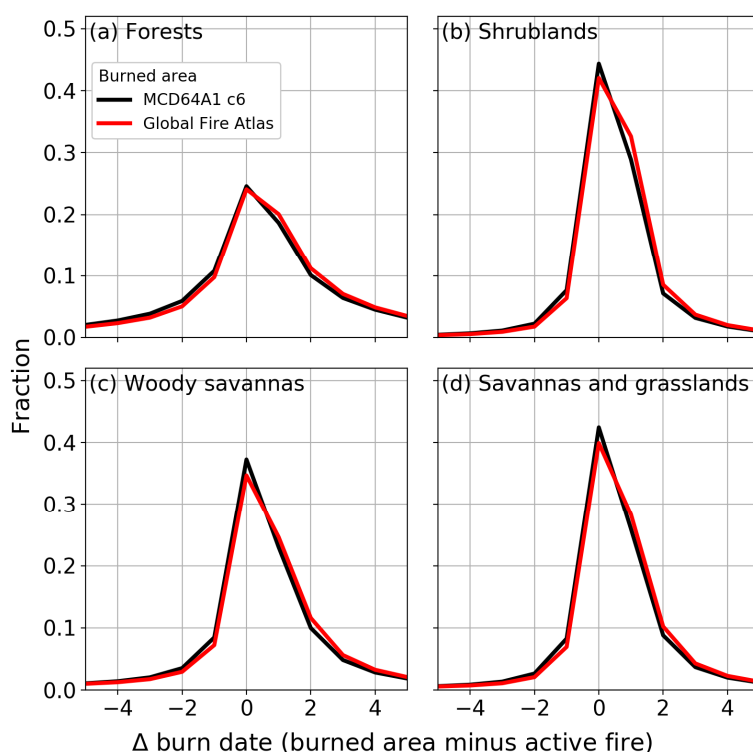 (a) Forests
(b) Shrublands
Burned area
MCD64A1 c6
Global Fire Atlas
0.5
0.4
0.3
0.2
0.1
0.0
(c) Woody savannas
(d) Savannas and grasslands
Fraction
0.5
0.4
0.3
0.2
0.1
0.0
−4 −2 0 2 4
−4 −2 0 2 4
Δ burn date (burned area minus active fire)